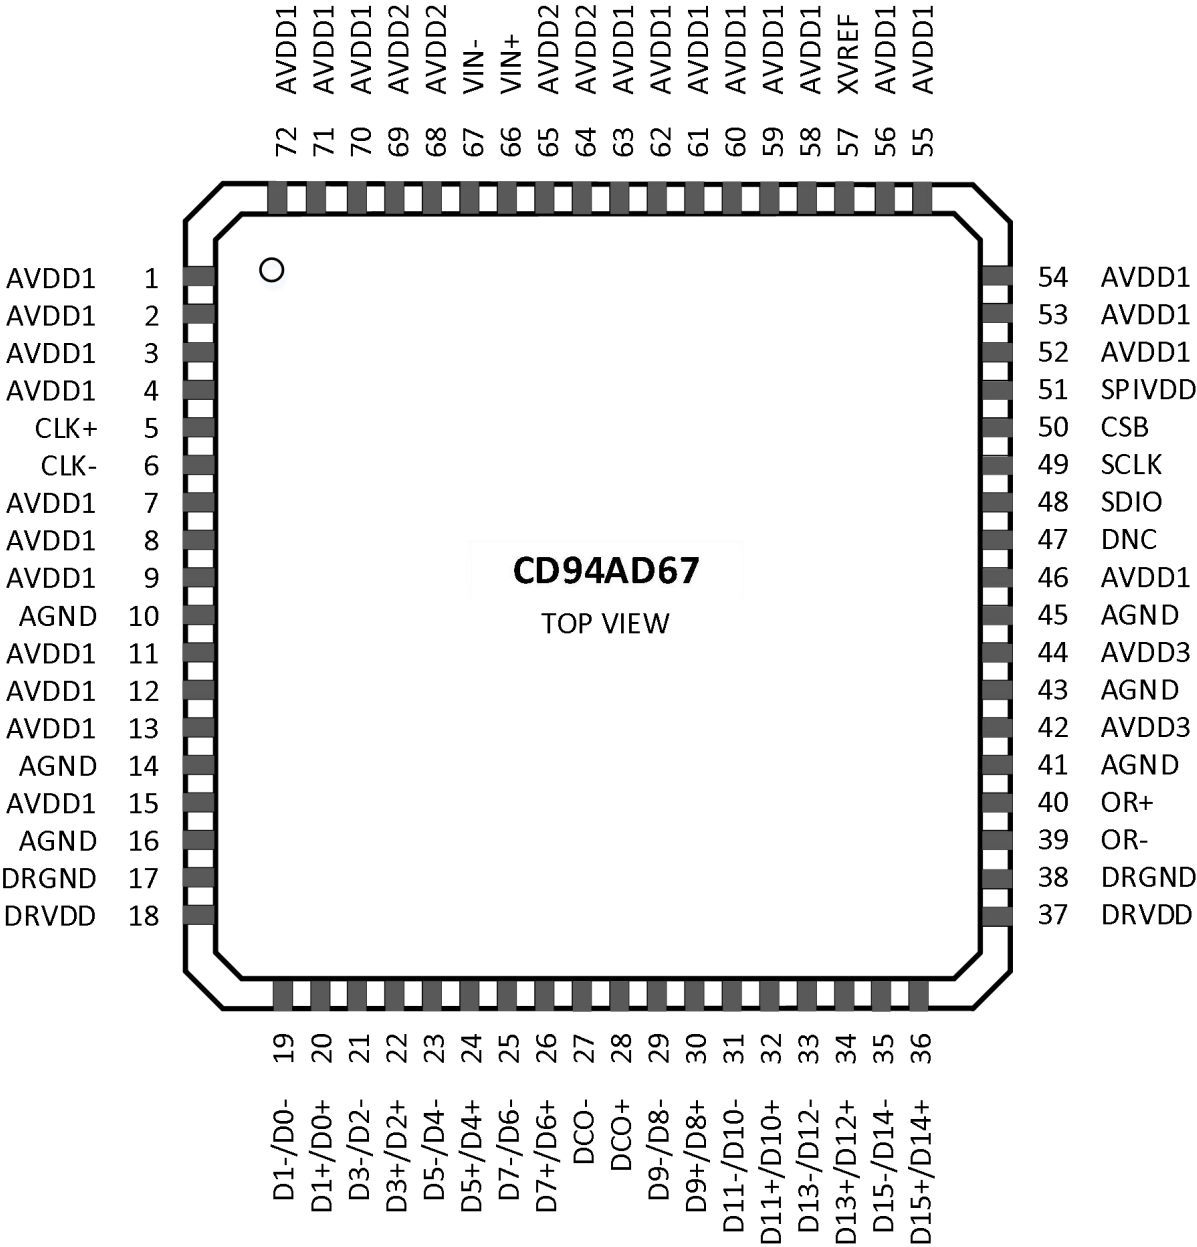 AVDD1 72
AVDD1 71
AVDD1 70
AVDD2 69
AVDD2 68
VIN- 67
VIN+ 66
AVDD2 65
AVDD2 64
AVDD1 63
AVDD1 62
AVDD1 61
AVDD1 60
AVDD1 59
AVDD1 58
XVREF 57
AVDD1 56
AVDD1 55
AVDD1 1
AVDD1 2
AVDD1 3
AVDD1 4
CLK+ 5
CLK- 6
AVDD1 7
AVDD1 8
AVDD1 9
AGND 10
AVDD1 11
AVDD1 12
AVDD1 13
AGND 14
AVDD1 15
AGND 16
DRGND 17
DRVDD 18
CD94AD67
TOP VIEW
54 AVDD1
53 AVDD1
52 AVDD1
51 SPIVDD
50 CSB
49 SCLK
48 SDIO
47 DNC
46 AVDD1
45 AGND
44 AVDD3
43 AGND
42 AVDD3
41 AGND
40 OR+
39 OR-
38 DRGND
37 DRVDD
D1-/D0- 19
D1+/D0+ 20
D3-/D2- 21
D3+/D2+ 22
D5-/D4- 23
D5+/D4+ 24
D7-/D6- 25
D7+/D6+ 26
DCO- 27
DCO+ 28
D9-/D8- 29
D9+/D8+ 30
D11-/D10- 31
D11+/D10+ 32
D13-/D12- 33
D13+/D12+ 34
D15-/D14- 35
D15+/D14+ 36